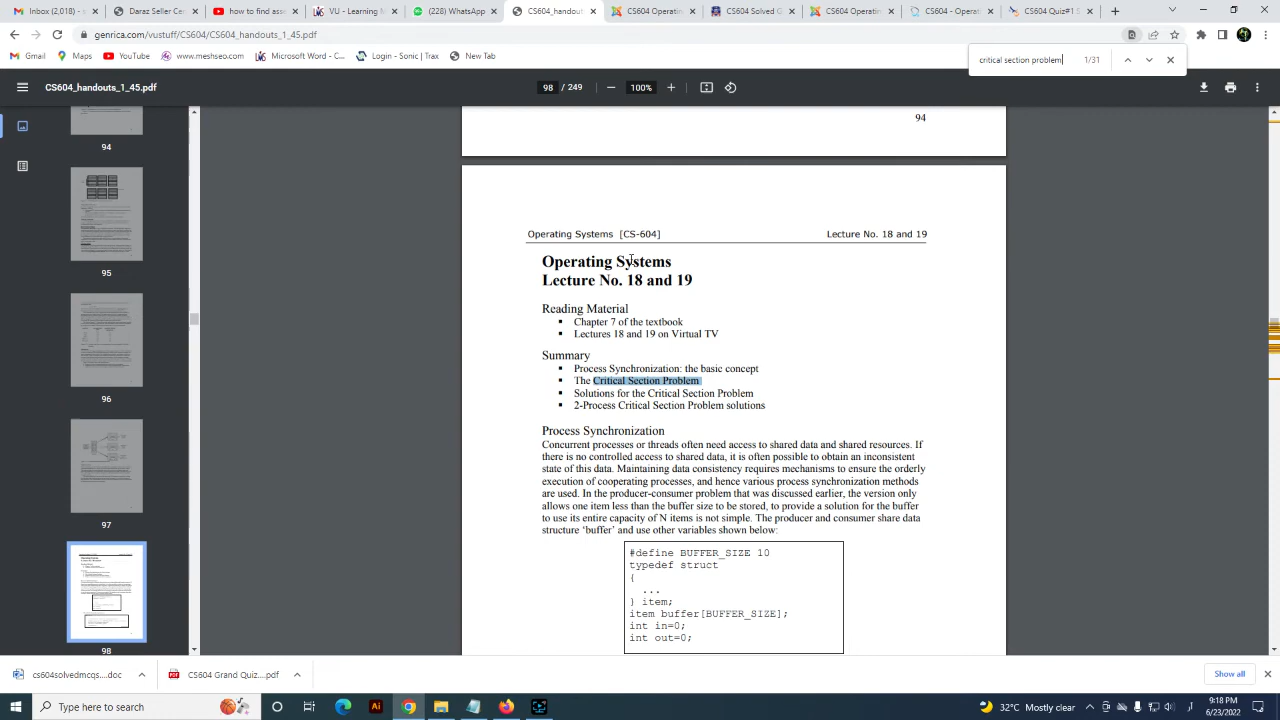 Inbox (2,018)
Daraz Seller Cen
how to find asse
VU - Learning M
(228) WhatsApp
CS604_handouts
CS604 Operatin
CS604 Solved G
CS604 Operatin
CS604 - Operat
CS604 Quiz#1 S
genrica.com/vustuff/CS604/CS604_handouts_1_45.pdf
Gmail
Maps
YouTube
www.meshseo.com
Microsoft Word - C...
Login - Sonic | Trax
New Tab
critical section problem
1/31
CS604_handouts_1_45.pdf
98 / 249
100%
94
95
96
97
98
94
Operating Systems [CS-604]
Lecture No. 18 and 19
Operating Systems
Lecture No. 18 and 19
Reading Material
▪ Chapter 7 of the textbook
▪ Lectures 18 and 19 on Virtual TV
Summary
▪ Process Synchronization: the basic concept
▪ The Critical Section Problem
▪ Solutions for the Critical Section Problem
▪ 2-Process Critical Section Problem solutions
Process Synchronization
Concurrent processes or threads often need access to shared data and shared resources. If
there is no controlled access to shared data, it is often possible to obtain an inconsistent
state of this data. Maintaining data consistency requires mechanisms to ensure the orderly
execution of cooperating processes, and hence various process synchronization methods
are used. In the producer-consumer problem that was discussed earlier, the version only
allows one item less than the buffer size to be stored, to provide a solution for the buffer
to use its entire capacity of N items is not simple. The producer and consumer share data
structure ‘buffer’ and use other variables shown below:
#define BUFFER_SIZE 10
typedef struct
{
...
} item;
item buffer[BUFFER_SIZE];
int in=0;
int out=0;
cs604solvedmcqs....doc
CS604 Grand Quiz....pdf
Show all
Type here to search
32°C Mostly clear
9:18 PM
6/23/2022